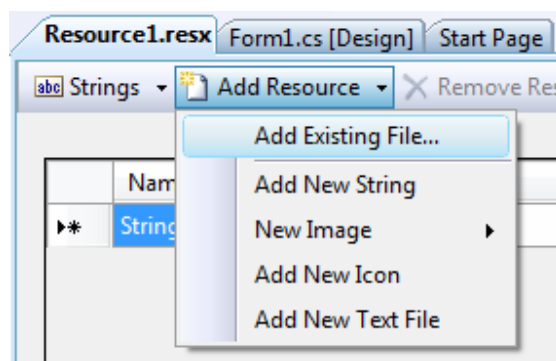 Resource1.resx Form1.cs [Design] Start Page
abc Strings Add Resource Remove Res
Add Existing File...
Nam Add New String
String New Image
Add New Icon
Add New Text File